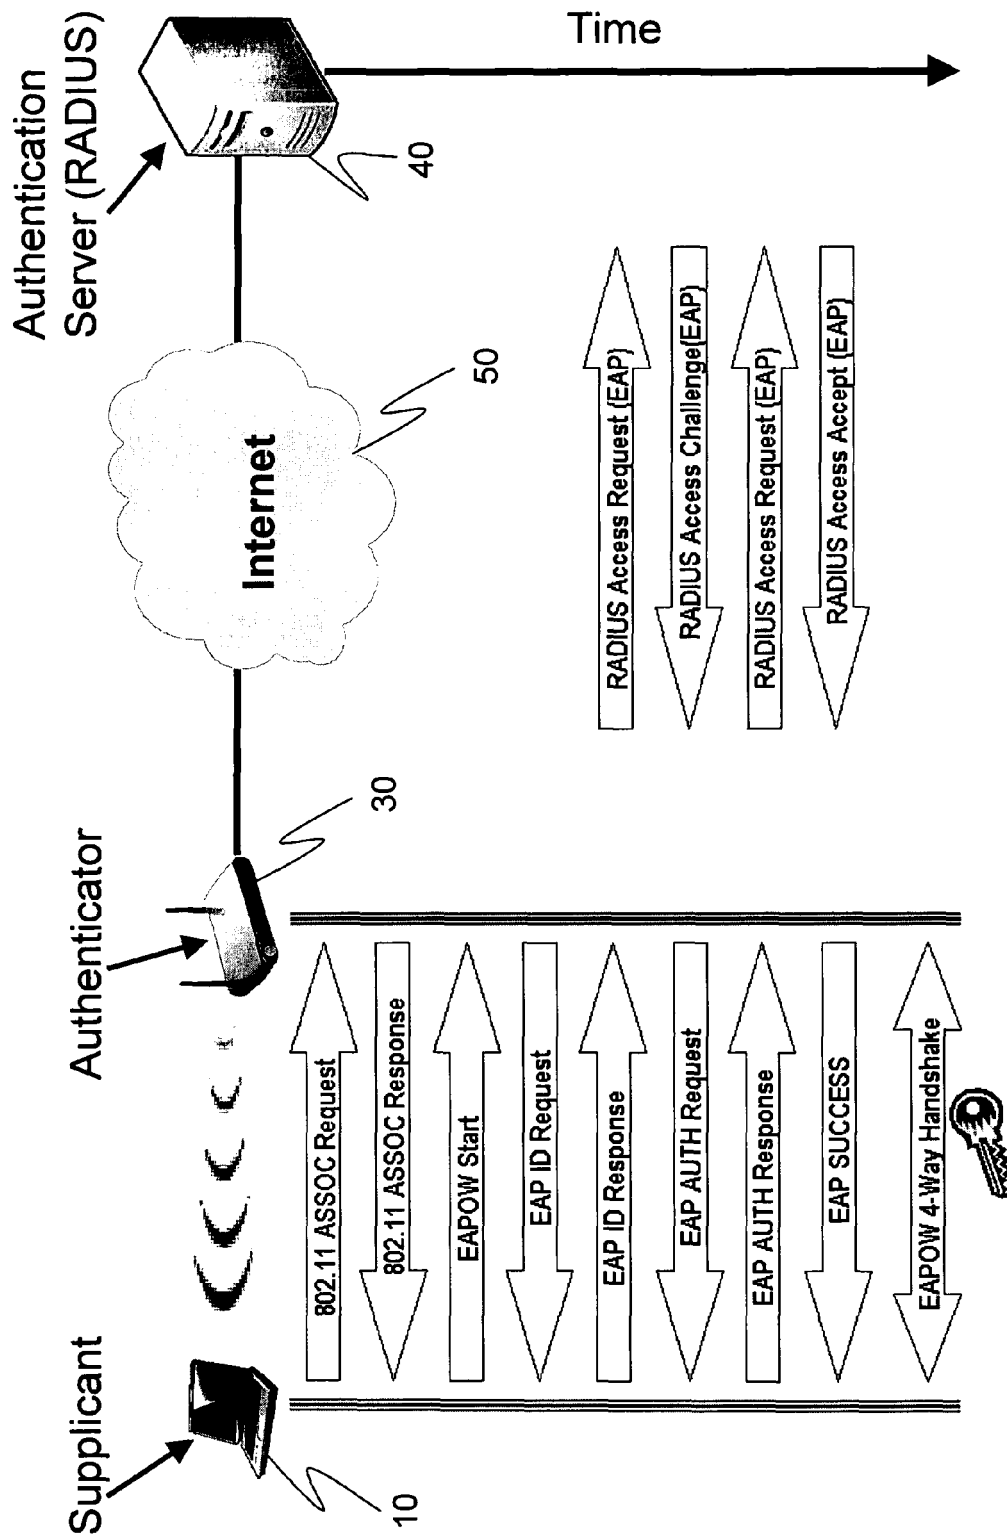 Supplicant
Authenticator
Authentication
Server (RADIUS)
Internet
10
30
50
40
Time
802.11 ASSOC Request
802.11 ASSOC Response
EAPOW Start
EAP ID Request
EAP ID Response
EAP AUTH Request
EAP AUTH Response
EAP SUCCESS
EAPOW 4-Way Handshake
RADIUS Access Request (EAP)
RADIUS Access Challenge(EAP)
RADIUS Access Request (EAP)
RADIUS Access Accept (EAP)